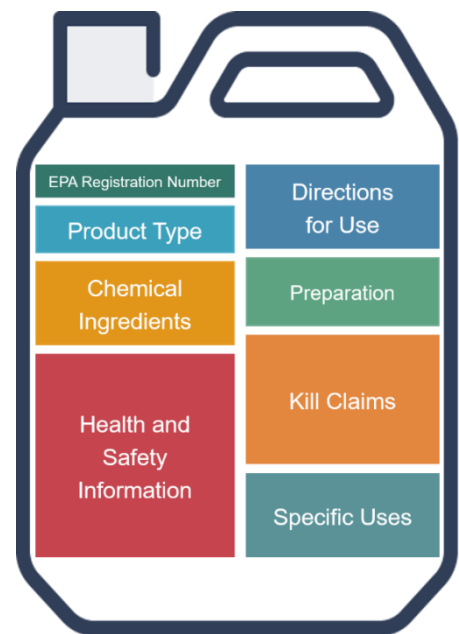 EPA Registration Number
Product Type
Chemical
Ingredients
Health and
Safety
Information
Directions
for Use
Preparation
Kill Claims
Specific Uses